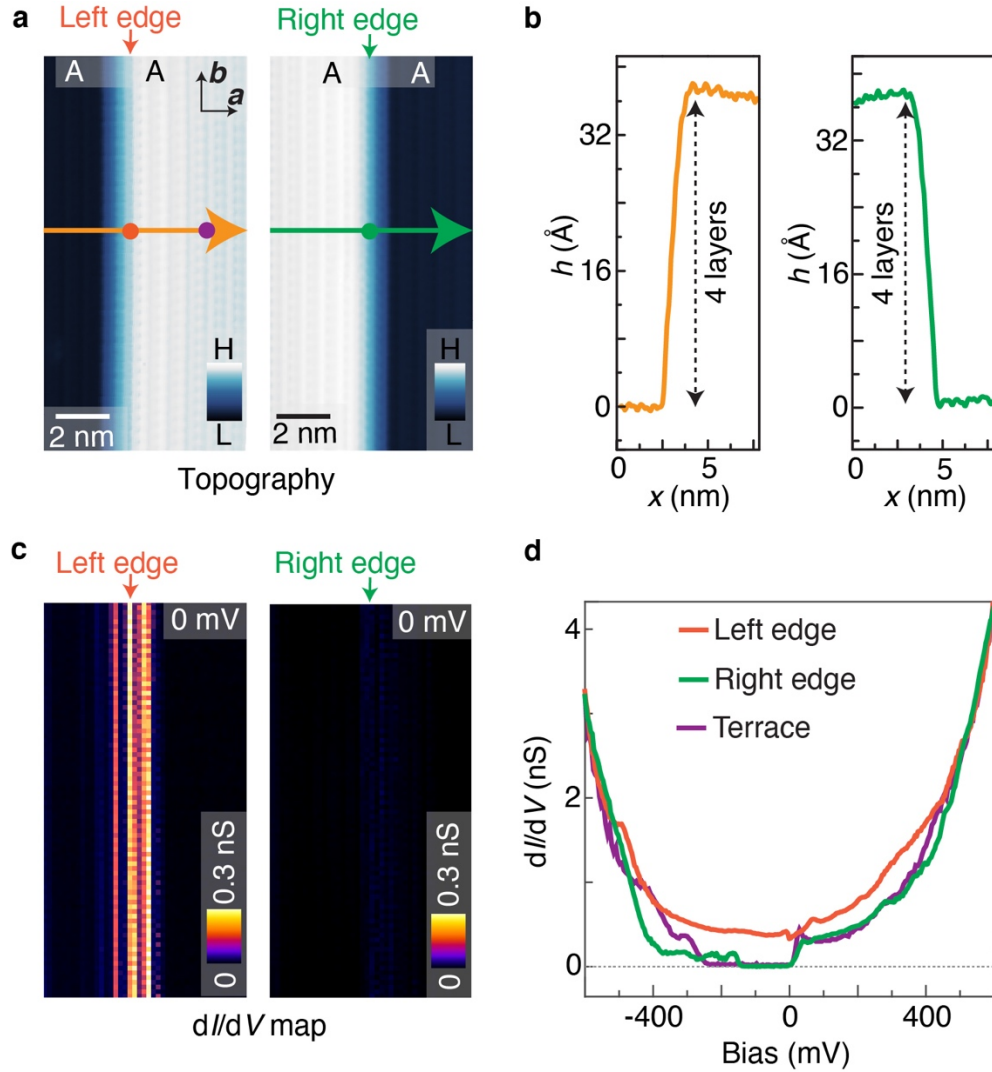 a
Left edge
Right edge
A
A
b
a
A
A
H
L
2 nm
H
L
2 nm
Topography
b
32
16
0
h (Å)
4 layers
0
5
x (nm)
32
16
0
h (Å)
4 layers
0
5
x (nm)
c
Left edge
Right edge
0 mV
0 mV
0 0.3 nS
0 0.3 nS
dI/dV map
d
4
2
0
dI/dV (nS)
Left edge
Right edge
Terrace
-400
0
400
Bias (mV)